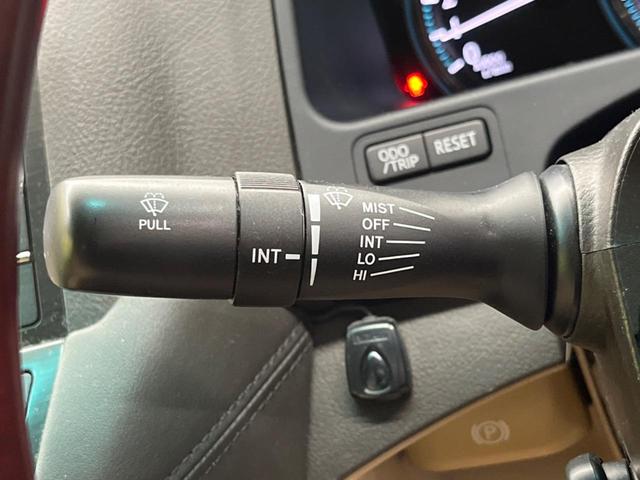 ODO
/TRIP
RESET
PULL
INT
MIST
OFF
INT
LO
HI
P